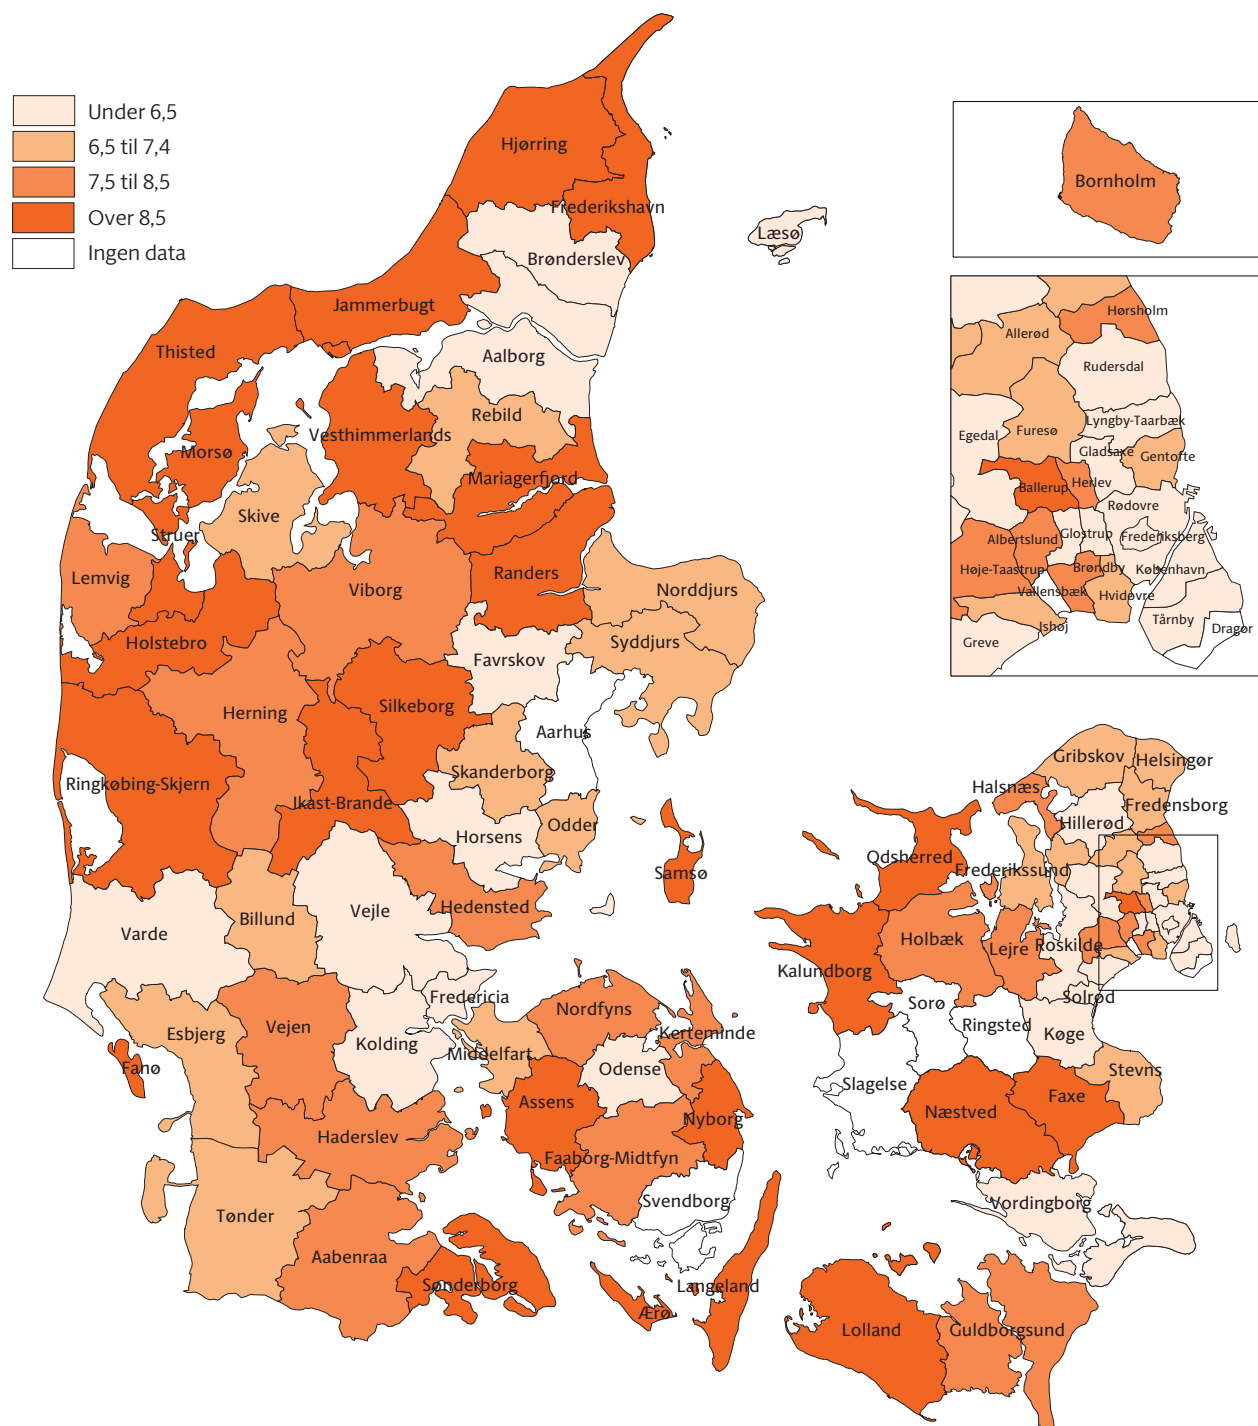 Under 6,5
6,5 til 7,4
7,5 til 8,5
Over 8,5
Ingen data
Hjørring
Frederikshavn
Læsø
Brønderslev
Jammerbugt
Thisted
Aalborg
Rebild
Vesthimmerlands
Morsø
Mariagerfjord
Skive
Struer
Lemvig
Viborg
Randers
Norddjurs
Syddjurs
Holstebro
Favrskov
Herning
Silkeborg
Aarhus
Skanderborg
Ringkøbing-Skjern
Ikast-Brande
Horsens
Odder
Samsø
Hedensted
Billund
Vejle
Varde
Fredericia
Esbjerg
Vejen
Kolding
Middelfart
Nordfyns
Kerteminde
Odense
Fanø
Assens
Nyborg
Haderslev
Faaborg-Midtfyn
Svendborg
Tønder
Aabenraa
Sønderborg
Langeland
Ærø
Bornholm
Hørsholm
Allerød
Rudersdal
Lyngby-Taarbæk
Egedal
Furesø
Gladsaxe
Gentofte
Ballerup
Herlev
Rødovre
Albertslund
Glostrup
Frederiksberg
Høje-Taastrup
Brøndby
København
Vallensbæk
Hvidovre
Ishøj
Tårnby
Dragør
Greve
Gribskov
Helsingør
Halsnæs
Fredensborg
Hillerød
Odsherred
Frederikssund
Holbæk
Lejre
Roskilde
Kalundborg
Solrød
Sorø
Ringsted
Køge
Stevns
Slagelse
Næstved
Faxe
Vordingborg
Lolland
Guldborgsund